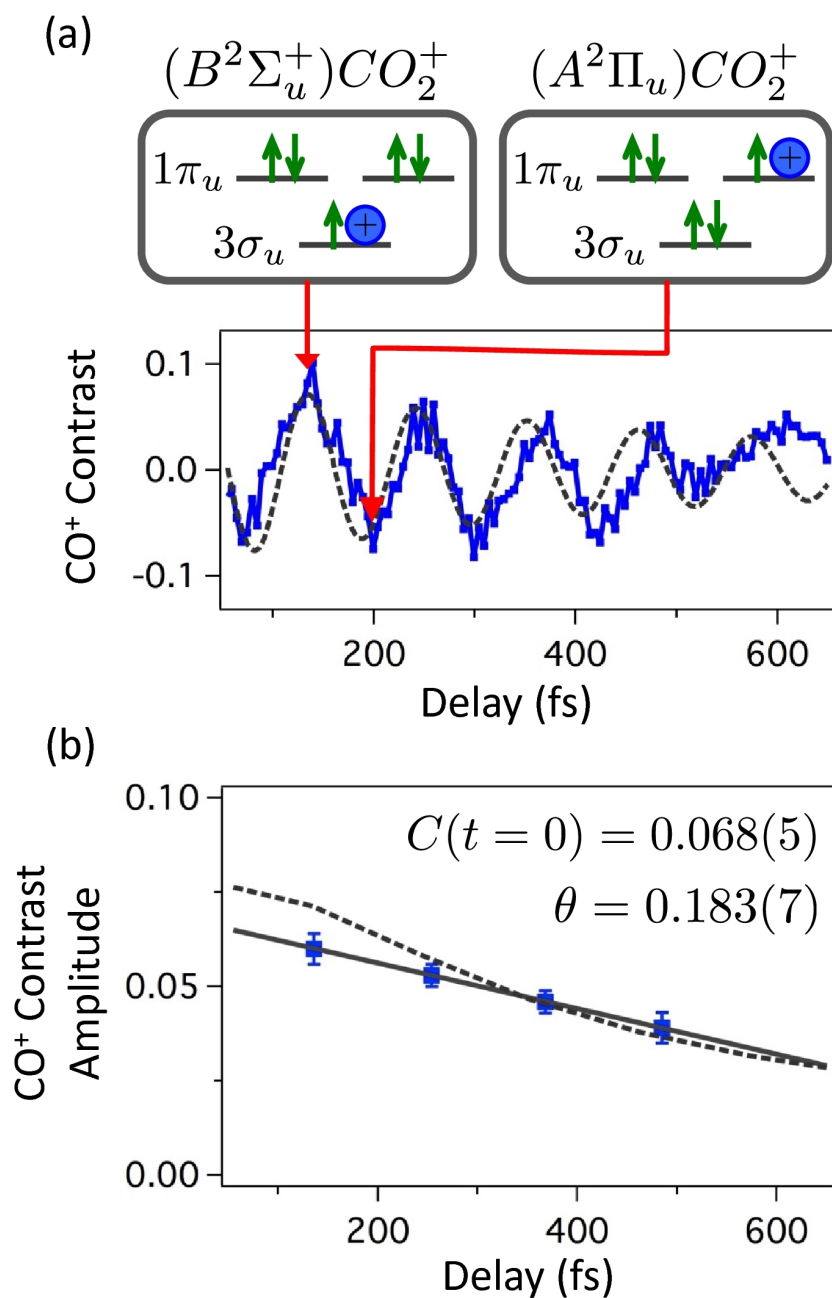 (a)
(B²Σᵤ⁺)CO₂⁺ (A²Πᵤ)CO₂⁺
1πᵤ + 1πᵤ +
3σᵤ 3σᵤ
CO⁺ Contrast
0.1
0.0
-0.1
200 400 600
Delay (fs)
(b)
CO⁺ Contrast
Amplitude
0.10
0.05
0.00
C(t = 0) = 0.068(5)
θ = 0.183(7)
200 400 600
Delay (fs)